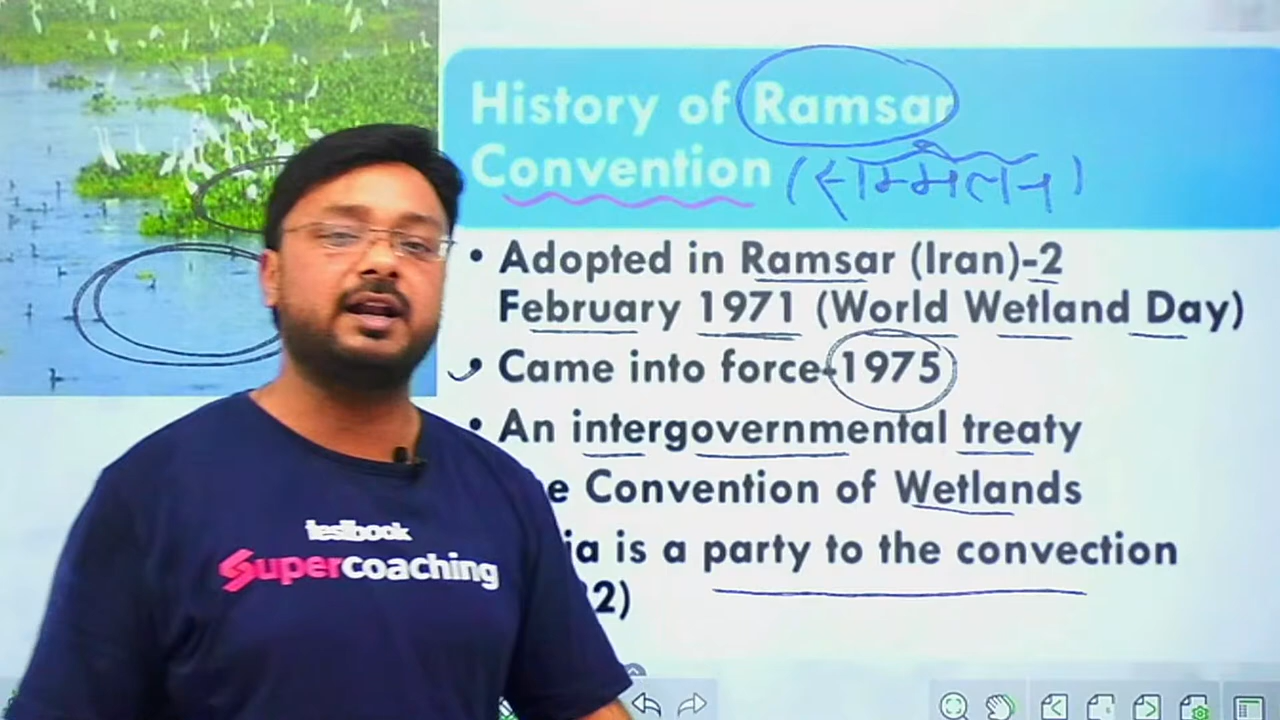 History of Ramsar
Convention (सम्मेलन)
• Adopted in Ramsar (Iran)-2
February 1971 (World Wetland Day)
Came into force-1975
• An intergovernmental treaty
e Convention of Wetlands
ia is a party to the convection
2)
testbook
Supercoaching